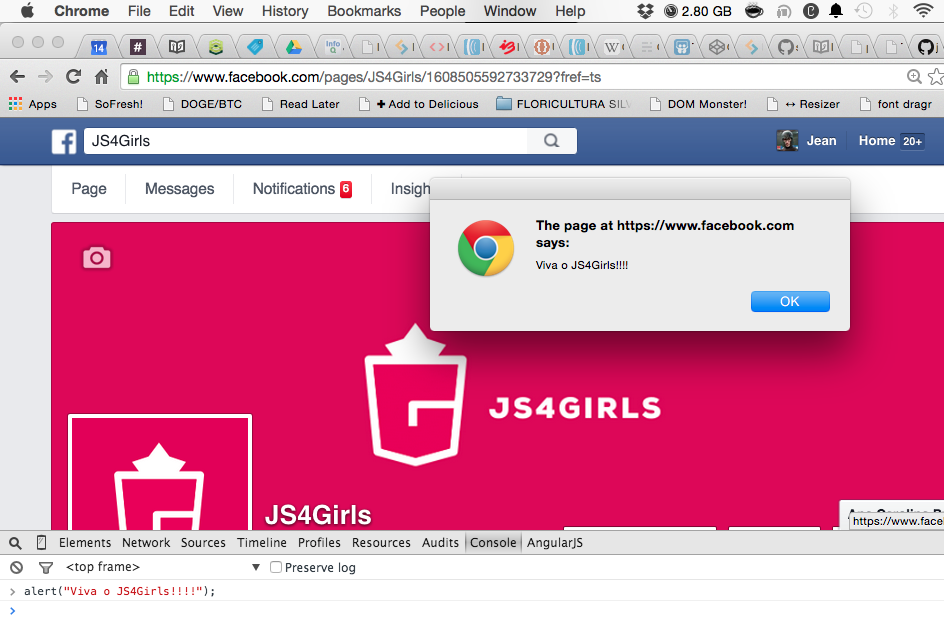 Chrome File Edit View History Bookmarks People Window Help 2.80 GB
14 # Info Q W
https://www.facebook.com/pages/JS4Girls/1608505592733729?fref=ts
Apps SoFresh! DOGE/BTC Read Later + Add to Delicious FLORICULTURA DOM Monster! ↔ Resizer font dragr
f JS4Girls Jean Home 20+
Page Messages Notifications 6 Insigh
The page at https://www.facebook.com
says:
Viva o JS4Girls!!!!
OK
JS4GIRLS
JS4Girls
https://www.face
Elements Network Sources Timeline Profiles Resources Audits Console AngularJS
<top frame> ▼ Preserve log
> alert("Viva o JS4Girls!!!!");
>